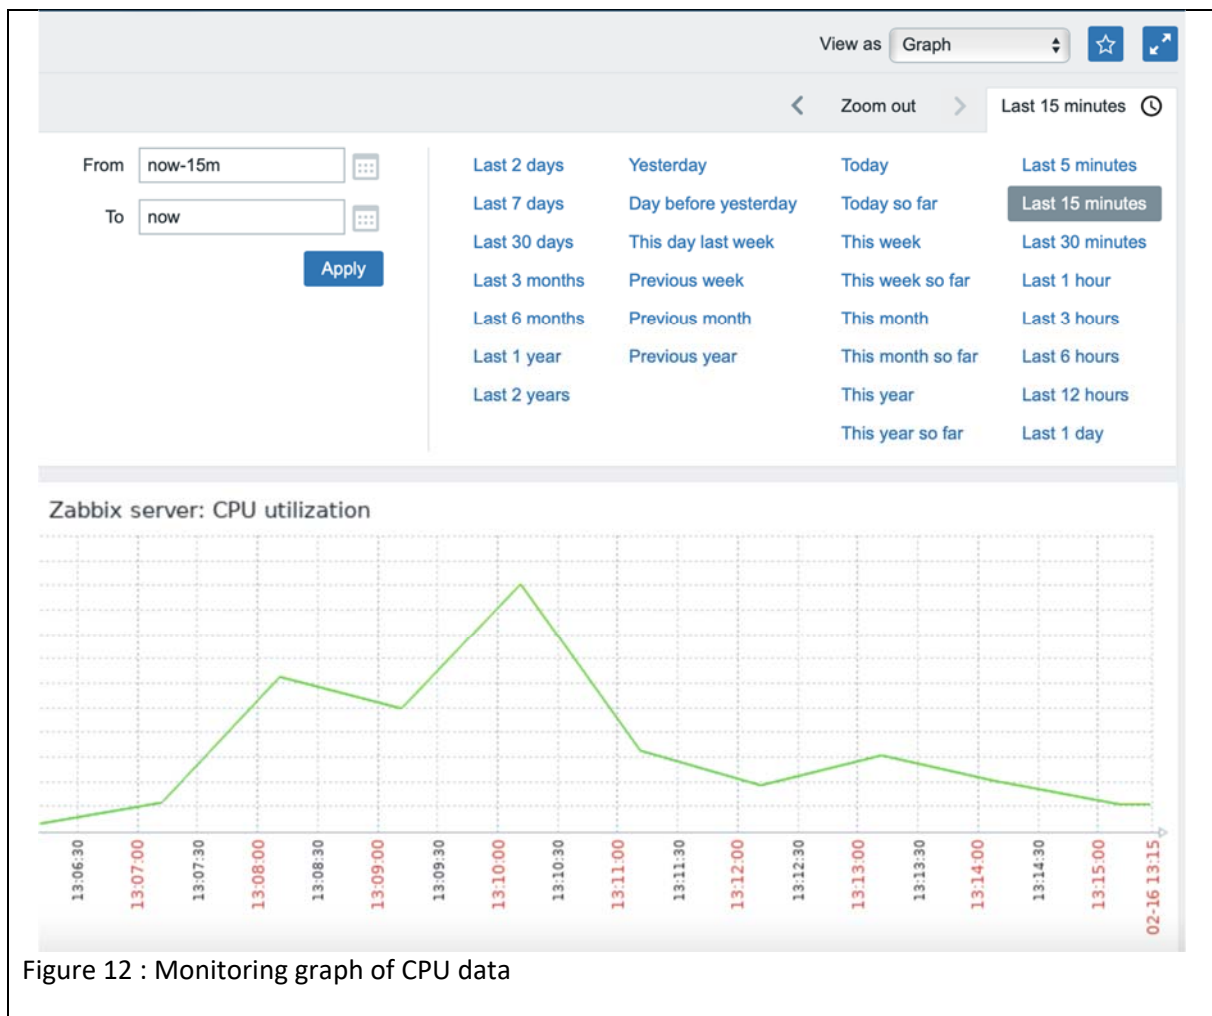 View as Graph
Zoom out Last 15 minutes
From now-15m
To now
Apply
Last 2 days Yesterday Today Last 5 minutes
Last 7 days Day before yesterday Today so far Last 15 minutes
Last 30 days This day last week This week Last 30 minutes
Last 3 months Previous week This week so far Last 1 hour
Last 6 months Previous month This month Last 3 hours
Last 1 year Previous year This month so far Last 6 hours
Last 2 years This year Last 12 hours
This year so far Last 1 day
Zabbix server: CPU utilization
13:06:30
13:07:00
13:07:30
13:08:00
13:08:30
13:09:00
13:09:30
13:10:00
13:10:30
13:11:00
13:11:30
13:12:00
13:12:30
13:13:00
13:13:30
13:14:00
13:14:30
13:15:00
02-16 13:15
Figure 12 : Monitoring graph of CPU data